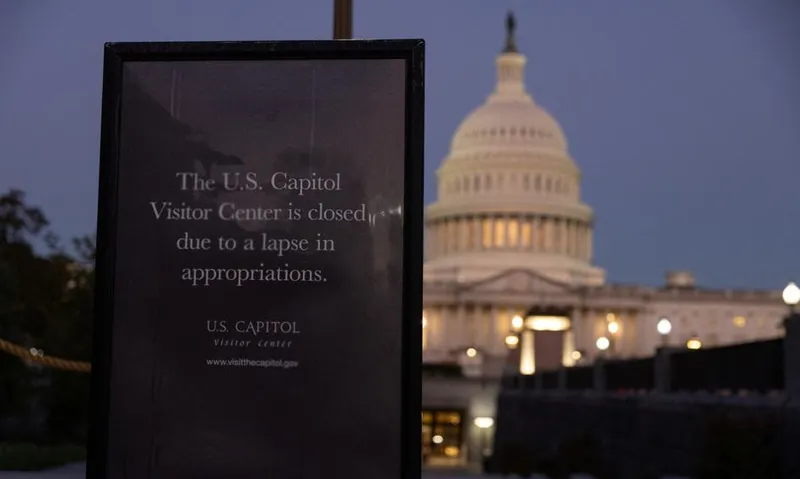 The U.S. Capitol
Visitor Center is closed
due to a lapse in
appropriations.
U.S. CAPITOL
Visitor Center
www.visitthecapitol.gov